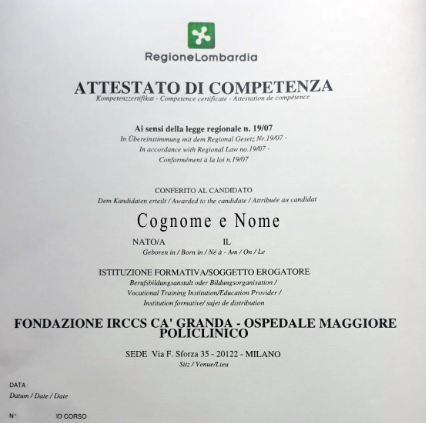 RegioneLombardia
ATTESTATO DI COMPETENZA
Kompetenzzertifikat - Competence certificate - Attestation de compétence
Ai sensi della legge regionale n. 19/07
In Übereinstimmung mit dem Regional Gesetz Nr.19/07 -
In accordance with Regional Law no.19/07 -
Conformément à la loi n.19/07
CONFERITO AL CANDIDATO
Dem Kandidaten erteilt / Awarded to the candidate / Attribuée au candidat
Cognome e Nome
NATO/A IL
Geboren in / Born in / Né à - Am / On / Le
ISTITUZIONE FORMATIVA/SOGGETTO EROGATORE
Berufsbildungsanstalt oder Bildungsorganisation /
Vocational Training Institution/Education Provider /
Institution formative/ sujet de distribution
FONDAZIONE IRCCS CA' GRANDA - OSPEDALE MAGGIORE
POLICLINICO
SEDE Via F. Sforza 35 - 20122 - MILANO
Sitz / Venue/Lieu
DATA
Datum / Date / Date
N° ID CORSO